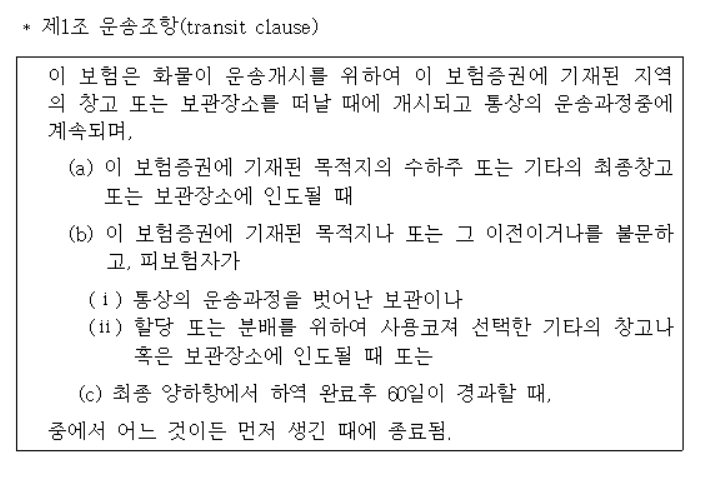 * 제1조 운송조항(transit clause)
이 보험은 화물이 운송개시를 위하여 이 보험증권에 기재된 지역
의 창고 또는 보관장소를 떠날 때에 개시되고 통상의 운송과정중에
계속되며,
(a) 이 보험증권에 기재된 목적지의 수하주 또는 기타의 최종창고
또는 보관장소에 인도될 때
(b) 이 보험증권에 기재된 목적지나 또는 그 이전이거나를 불문하
고, 피보험자가
(ⅰ) 통상의 운송과정을 벗어난 보관이나
(ⅱ) 할당 또는 분배를 위하여 사용코져 선택한 기타의 창고나
혹은 보관장소에 인도될 때 또는
(c) 최종 양하항에서 하역 완료후 60일이 경과할 때,
중에서 어느 것이든 먼저 생긴 때에 종료됨.